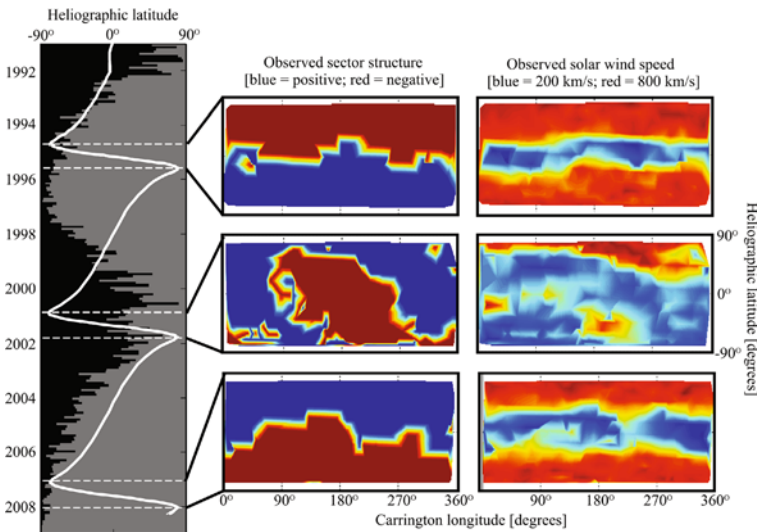 Heliographic latitude
-90° 0° 90°
Observed sector structure
[blue = positive; red = negative]
Observed solar wind speed
[blue = 200 km/s; red = 800 km/s]
1992
1994
1996
1998
2000
2002
2004
2006
2008
90°
0°
-90°
Heliographic latitude [degrees]
0° 90° 180° 270° 360°
90° 180° 270° 360°
Carrington longitude [degrees]